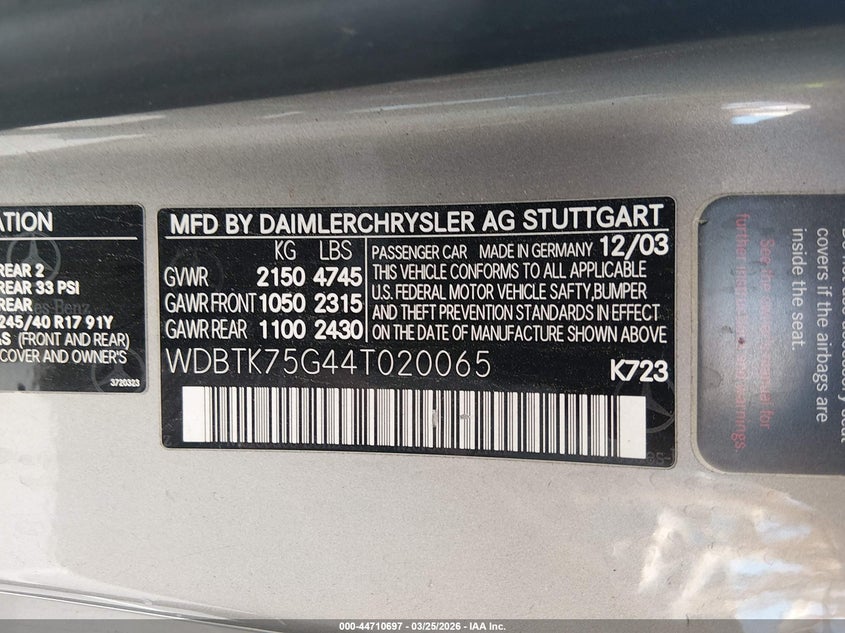 ATION
REAR 2
REAR 33 PSI
REAR
245/40 R17 91Y
AS (FRONT AND REAR)
COVER AND OWNER'S
3720323
MFD BY DAIMLERCHRYSLER AG STUTTGART
KG LBS
GVWR 2150 4745
GAWR FRONT 1050 2315
GAWR REAR 1100 2430
PASSENGER CAR MADE IN GERMANY 12/03
THIS VEHICLE CONFORMS TO ALL APPLICABLE
U.S. FEDERAL MOTOR VEHICLE SAFTY,BUMPER
AND THEFT PREVENTION STANDARDS IN EFFECT
ON THE DATE OF MANUFACTURE SHOWN ABOVE
WDBTK75G44T020065
K723
covers if the airbags are
inside the seat.
See the
further
000-44710697 - 03/25/2026 - IAA Inc.